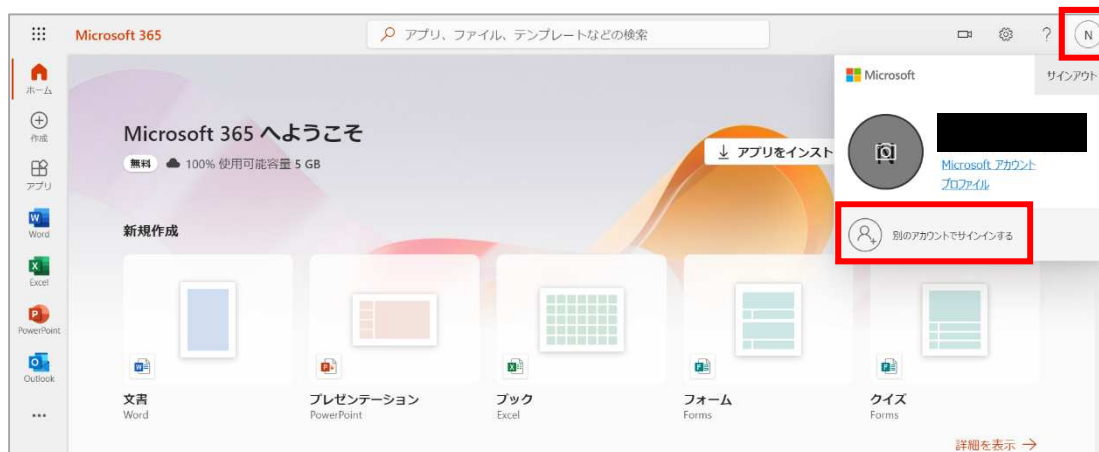 Microsoft 365
アプリ、ファイル、テンプレートなどの検索
?
N
ホーム
作成
アプリ
Word
Excel
PowerPoint
Outlook
Microsoft 365 へようこそ
無料 100% 使用可能容量 5 GB
アプリをインスト
Microsoft
サインアウト
Microsoft アカウント
プロファイル
別のアカウントでサインインする
新規作成
文書
Word
プレゼンテーション
PowerPoint
ブック
Excel
フォーム
Forms
クイズ
Forms
詳細を表示 →